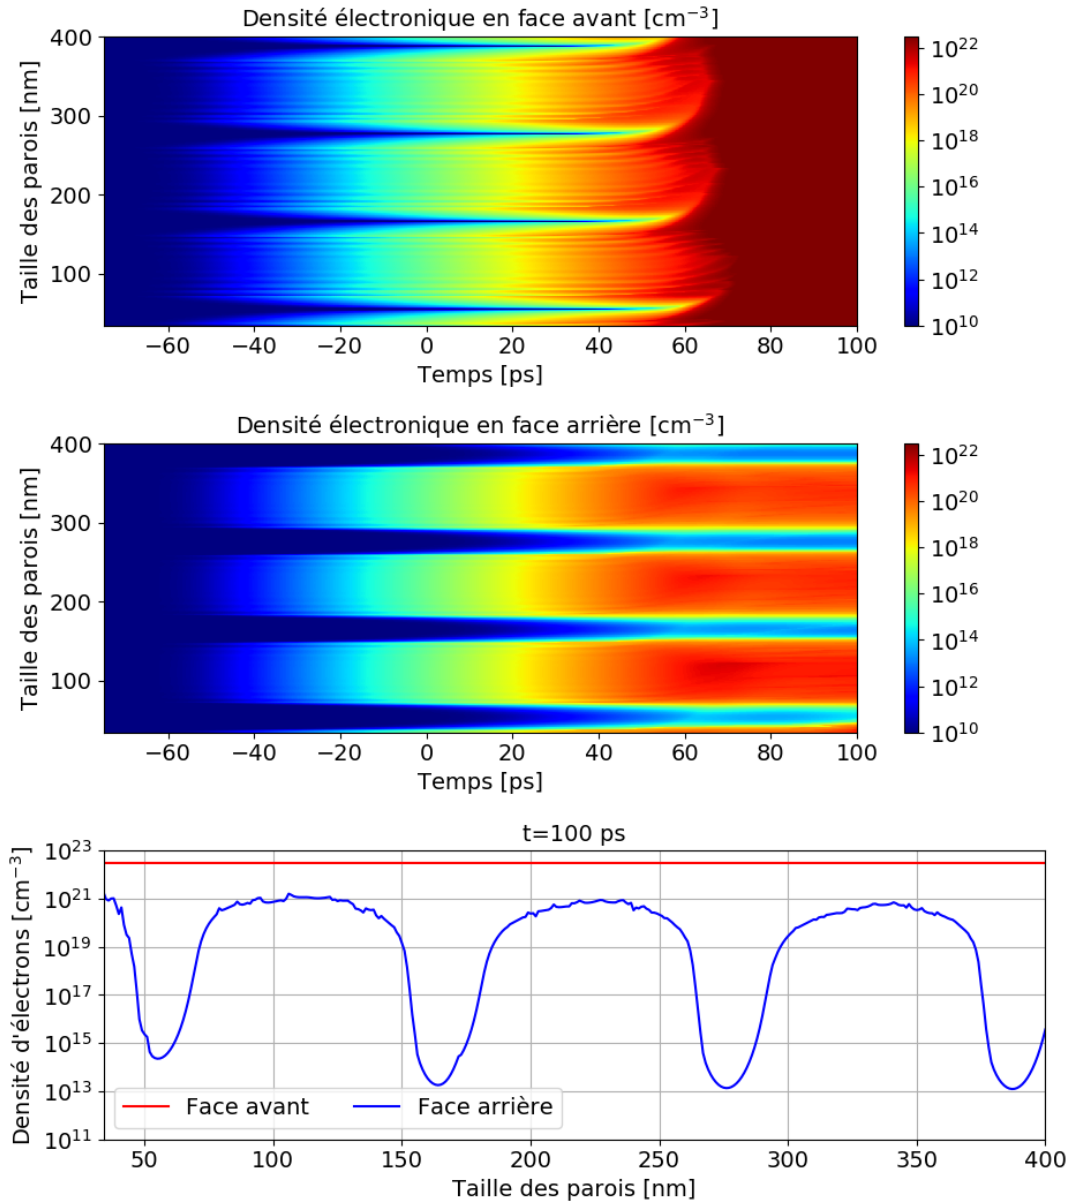 Densité électronique en face avant [cm⁻³]
Taille des parois [nm]
400
300
200
100
−60 −40 −20 0 20 40 60 80 100
Temps [ps]
10²²
10²⁰
10¹⁸
10¹⁶
10¹⁴
10¹²
10¹⁰
Densité électronique en face arrière [cm⁻³]
Taille des parois [nm]
400
300
200
100
−60 −40 −20 0 20 40 60 80 100
Temps [ps]
10²²
10²⁰
10¹⁸
10¹⁶
10¹⁴
10¹²
10¹⁰
t=100 ps
Densité d'électrons [cm⁻³]
10²³
10²¹
10¹⁹
10¹⁷
10¹⁵
10¹³
10¹¹
Face avant Face arrière
50 100 150 200 250 300 350 400
Taille des parois [nm]